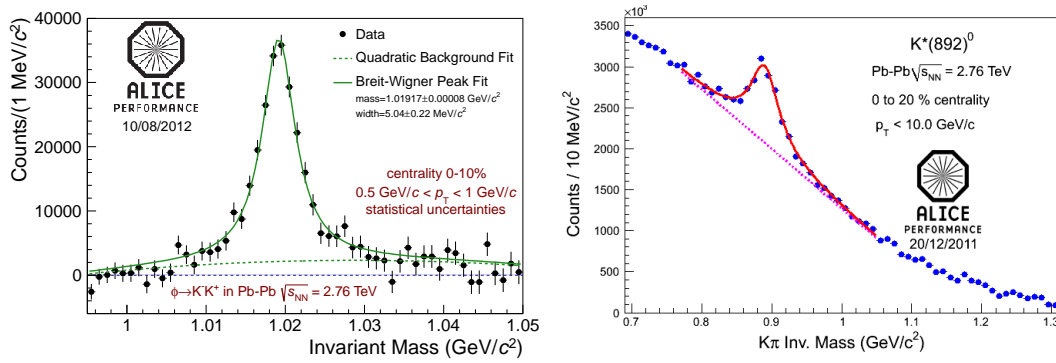 40000
30000
20000
10000
0
Counts/(1 MeV/c²)
ALICE
PERFORMANCE
10/08/2012
Data
Quadratic Background Fit
Breit-Wigner Peak Fit
mass=1.01917±0.00008 GeV/c²
width=5.04±0.22 MeV/c²
centrality 0-10%
0.5 GeV/c < p_T < 1 GeV/c
statistical uncertainties
ϕ→K⁻K⁺ in Pb-Pb √s_NN = 2.76 TeV
1 1.01 1.02 1.03 1.04 1.05
Invariant Mass (GeV/c²)
×10³
3500
3000
2500
2000
1500
1000
500
0
Counts / 10 MeV/c²
K*(892)⁰
Pb-Pb √s_NN = 2.76 TeV
0 to 20 % centrality
p_T < 10.0 GeV/c
ALICE
PERFORMANCE
20/12/2011
0.7 0.8 0.9 1 1.1 1.2 1.3
Kπ Inv. Mass (GeV/c²)